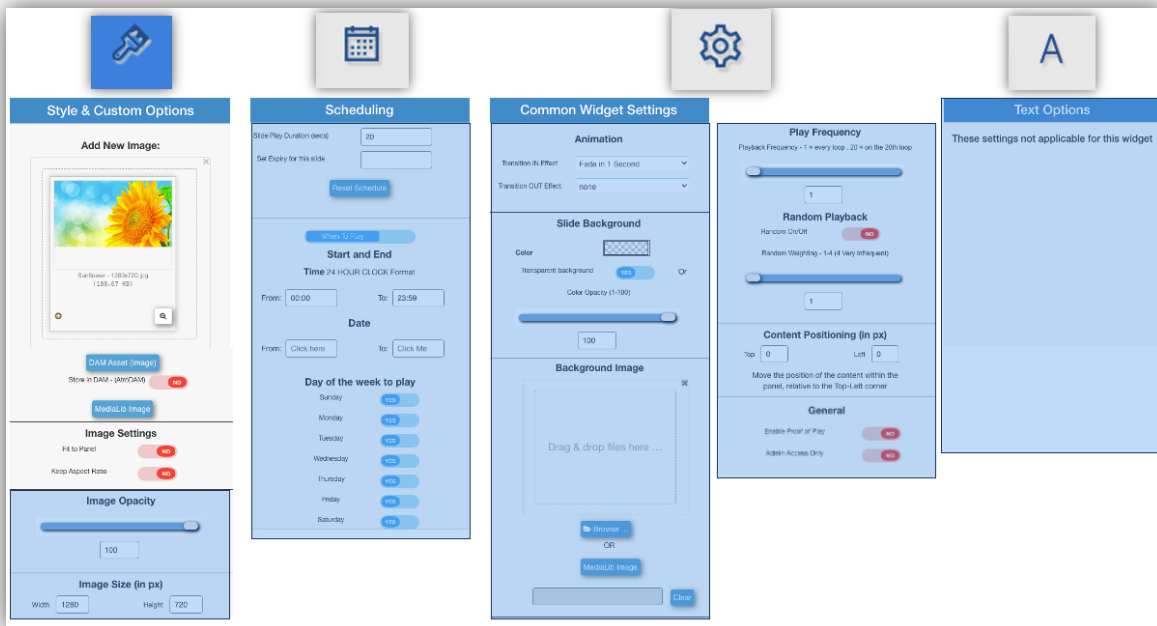 A
Style & Custom Options
Add New Image:
Sunflower - 1280x720.jpg
(188.67 KB)
DAM Asset (Image)
Store in DAM - (AtroDAM)
NO
MediaLib Image
Image Settings
Fit to Panel
NO
Keep Aspect Ratio
NO
Image Opacity
100
Image Size (in px)
Width 1280 Height 720
Scheduling
Slide Play Duration (secs) 20
Set Expiry for this slide
Reset Schedule
When To Play
Start and End
Time 24 HOUR CLOCK Format
From: 00:00 To: 23:59
Date
From: Click here To: Click Me
Day of the week to play
Sunday YES
Monday YES
Tuesday YES
Wednesday YES
Thursday YES
Friday YES
Saturday YES
Common Widget Settings
Animation
Transition IN Effect Fade in 1 Second
Transition OUT Effect none
Slide Background
Color
Transparent background YES Or
Color Opacity (1-100)
100
Background Image
Drag & drop files here ...
Browse ...
OR
MediaLib Image
Clear
Play Frequency
Playback Frequency - 1 = every loop , 20 = on the 20th loop
1
Random Playback
Random On/Off NO
Random Weighting - 1-4 (4 Very Infrequent)
1
Content Positioning (in px)
Top 0 Left 0
Move the position of the content within the
panel, relative to the Top-Left corner
General
Enable Proof of Play NO
Admin Access Only NO
Text Options
These settings not applicable for this widget